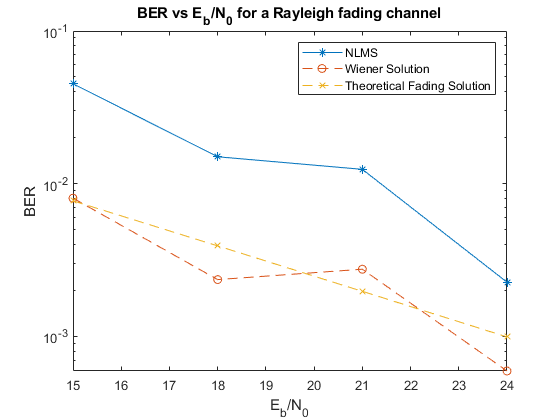 BER vs E_b/N_0 for a Rayleigh fading channel
10^-1
NLMS
Wiener Solution
Theoretical Fading Solution
10^-2
BER
10^-3
15 16 17 18 19 20 21 22 23 24
E_b/N_0